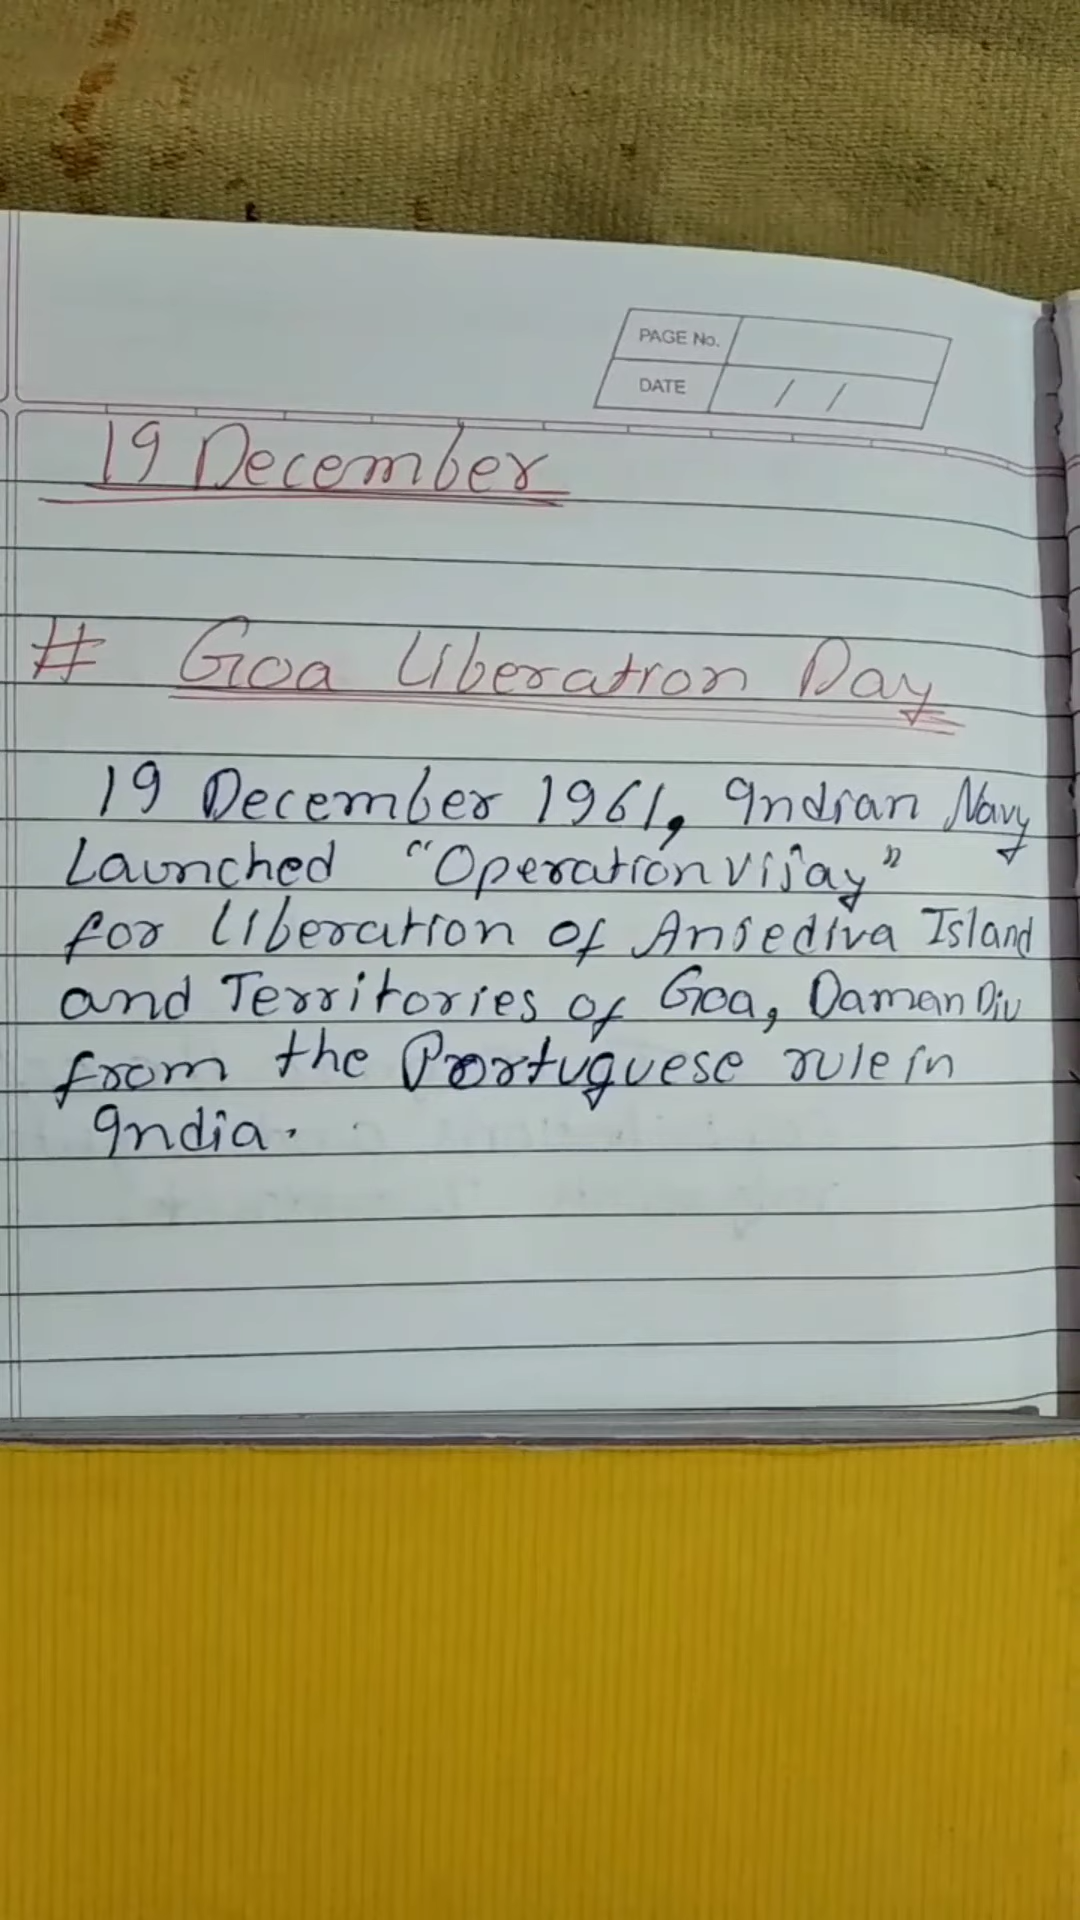 PAGE No.
DATE / /
19 December
# Goa Liberation Day
19 December 1961, Indian Navy
Launched "Operation Vijay"
for Liberation of Anjediva Island
and Territories of Goa, Daman Diu
from the Portuguese rule in
India.